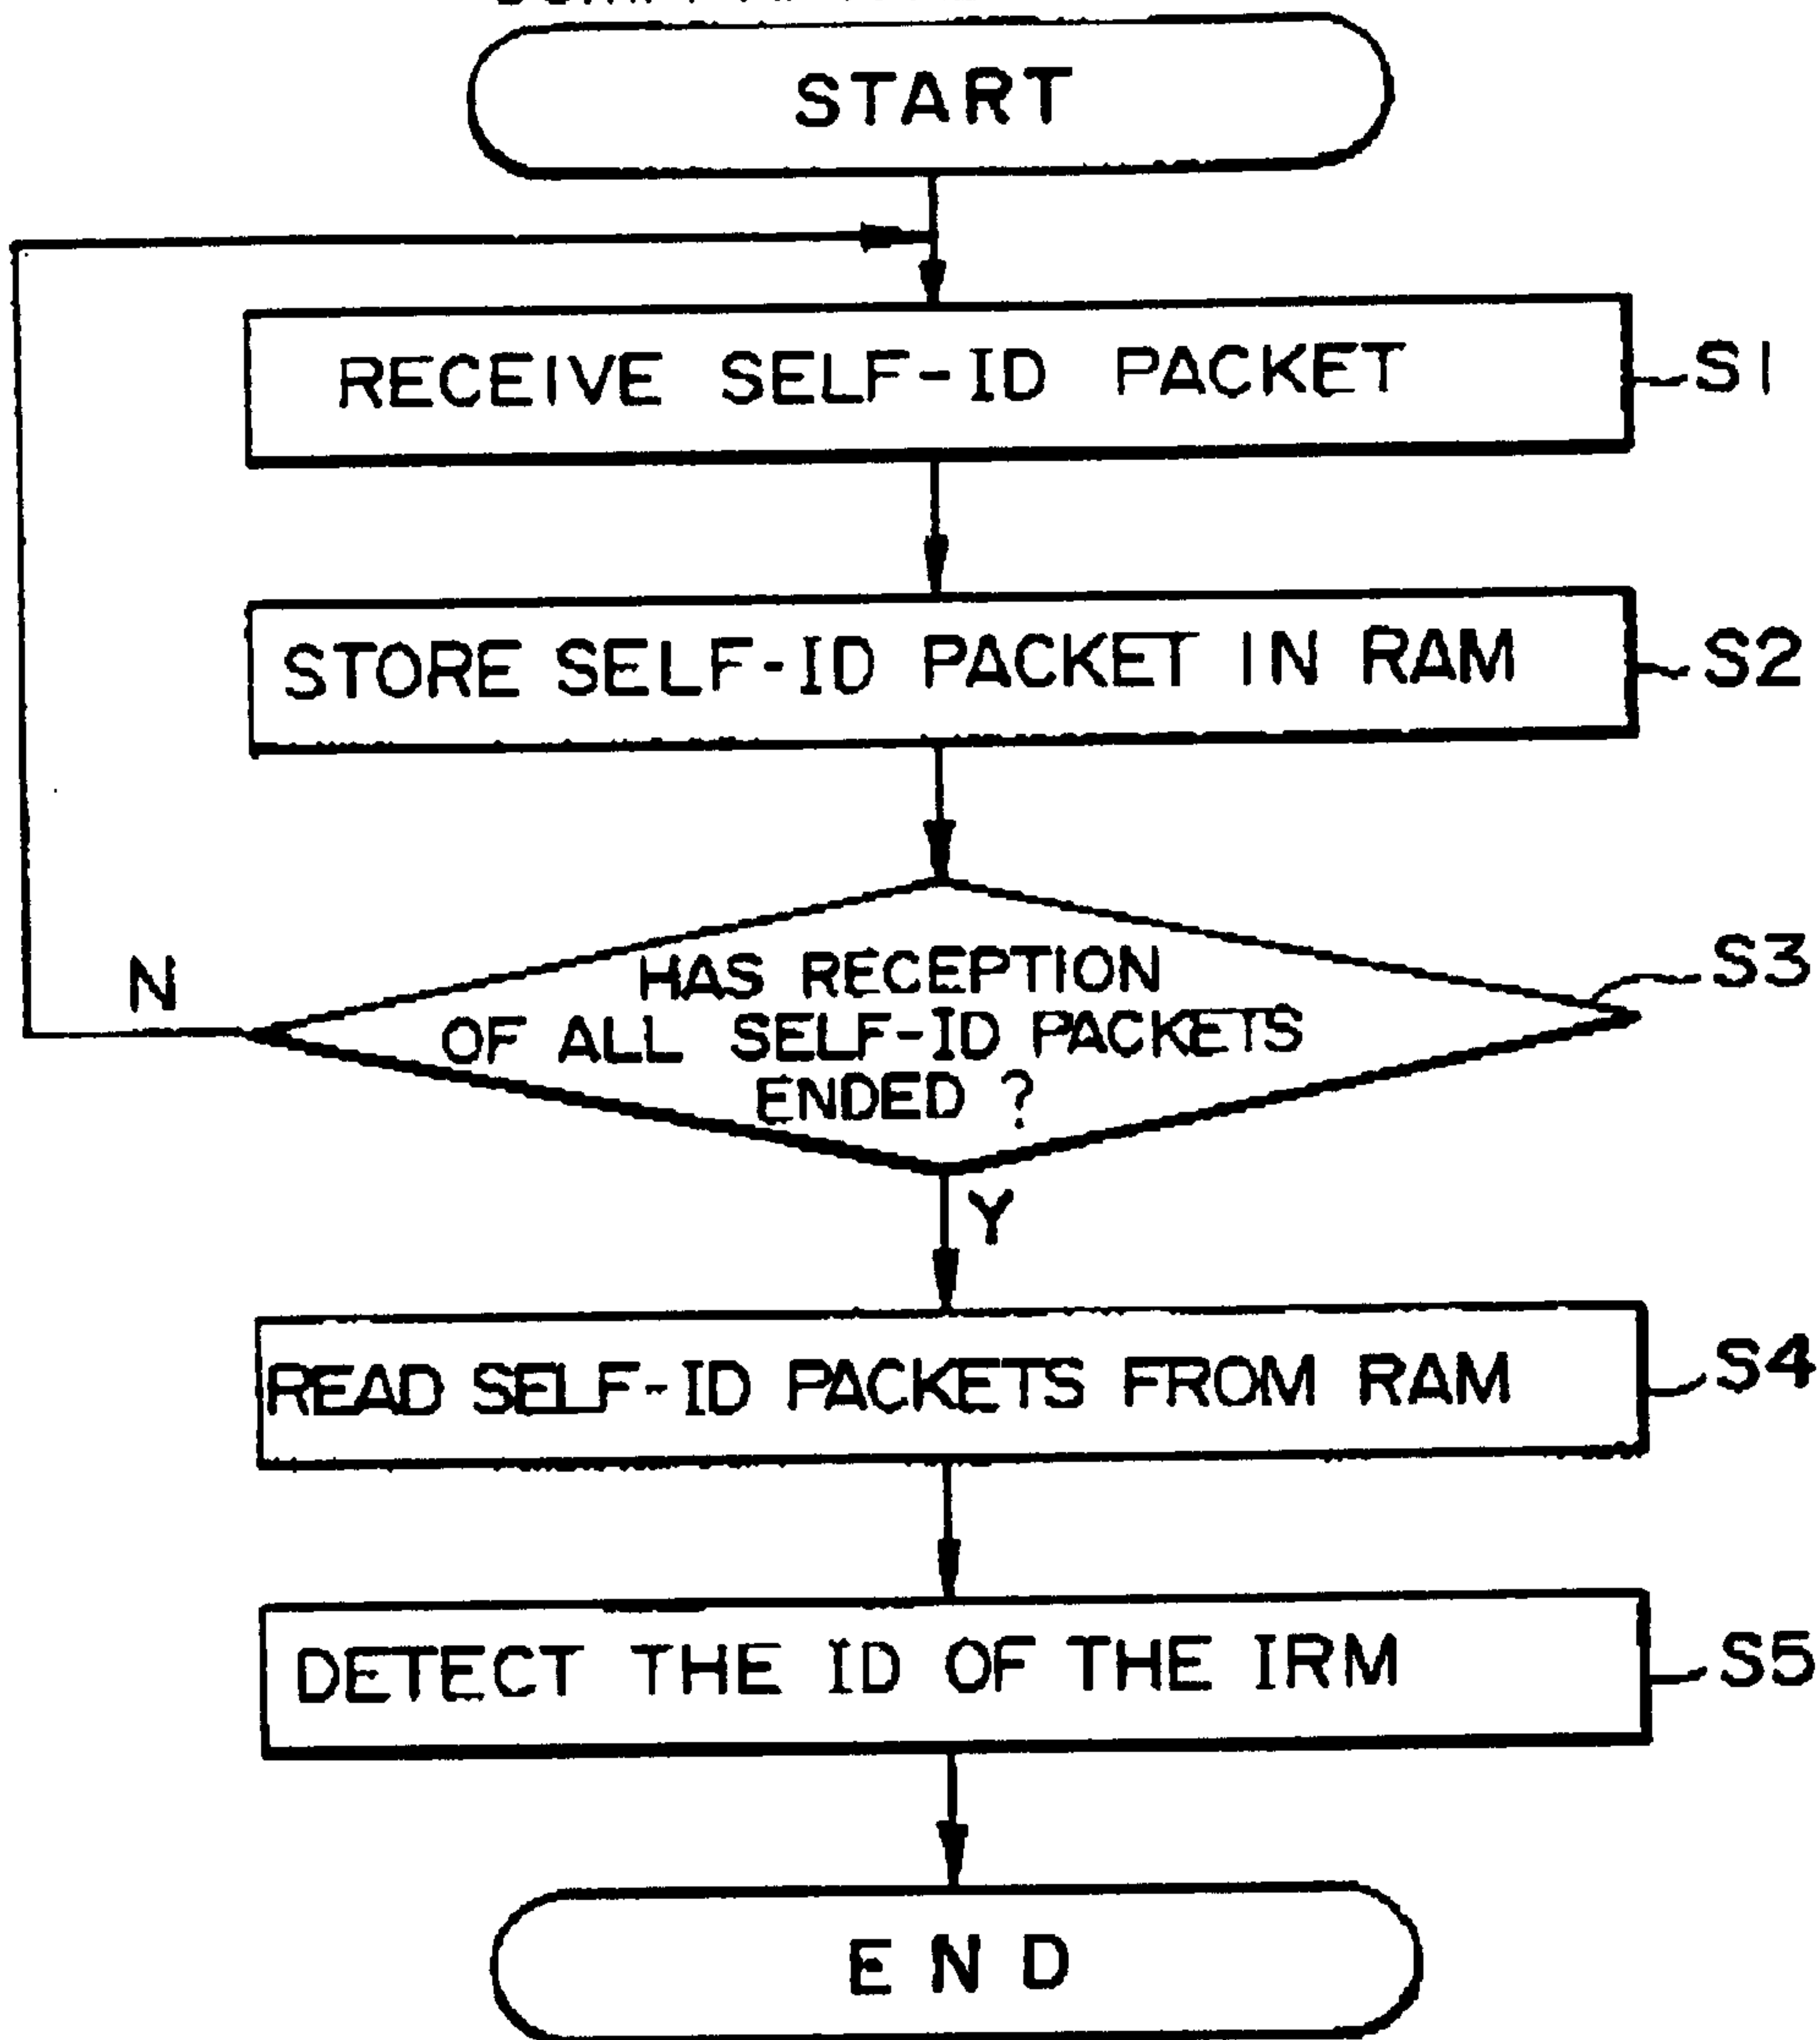 START
RECEIVE SELF-ID PACKET
S1
STORE SELF-ID PACKET IN RAM
S2
HAS RECEPTION
OF ALL SELF-ID PACKETS
ENDED ?
S3
N
Y
READ SELF-ID PACKETS FROM RAM
S4
DETECT THE ID OF THE IRM
S5
END